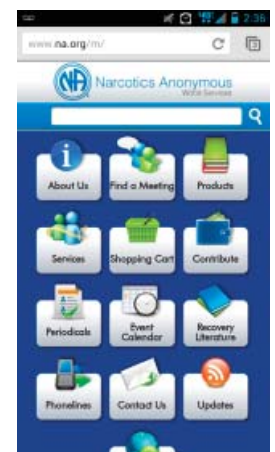 2:36
www.na.org/m/
NA
Narcotics Anonymous
World Services
About Us
Find a Meeting
Products
Services
Shopping Cart
Contribute
Periodicals
Event
Calendar
Recovery
Literature
Phonelines
Contact Us
Updates